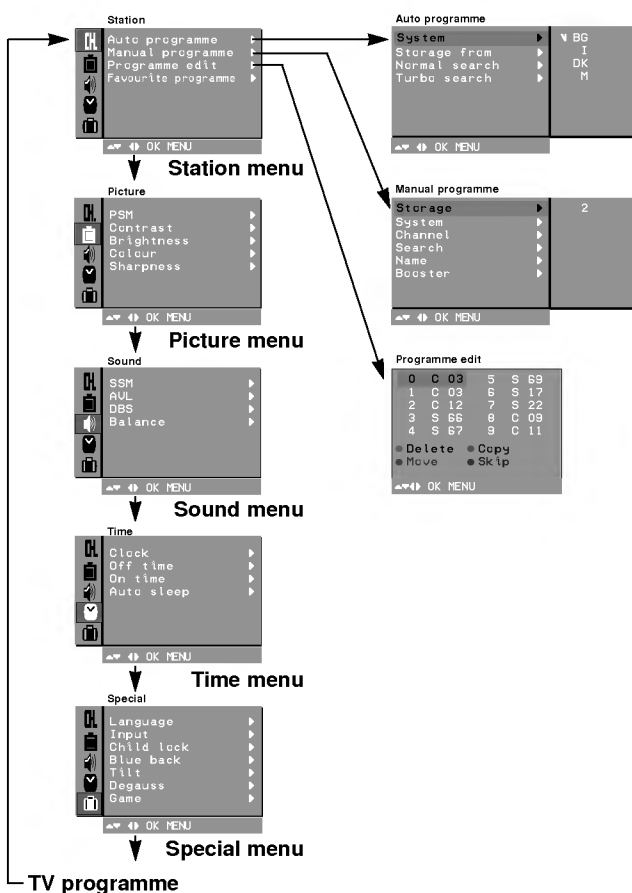 Station
CH.
Auto programme
Manual programme
Programme edit
Favourite programme
OK MENU
Station menu
Picture
CH.
PSM
Contrast
Brightness
Colour
Sharpness
OK MENU
Picture menu
Sound
CH.
SSM
AVL
DBS
Balance
OK MENU
Sound menu
Time
CH.
Clock
Off time
On time
Auto sleep
OK MENU
Time menu
Special
CH.
Language
Input
Child lock
Blue back
Tilt
Degauss
Game
OK MENU
Special menu
TV programme
Auto programme
System BG
Storage from I
Normal search DK
Turbo search M
OK MENU
Manual programme
Storage 2
System
Channel
Search
Name
Booster
OK MENU
Programme edit
0 C 03 5 S 69
1 C 03 6 S 17
2 C 12 7 S 22
3 S 66 8 C 09
4 S 67 9 C 11
Delete Copy
Move Skip
OK MENU